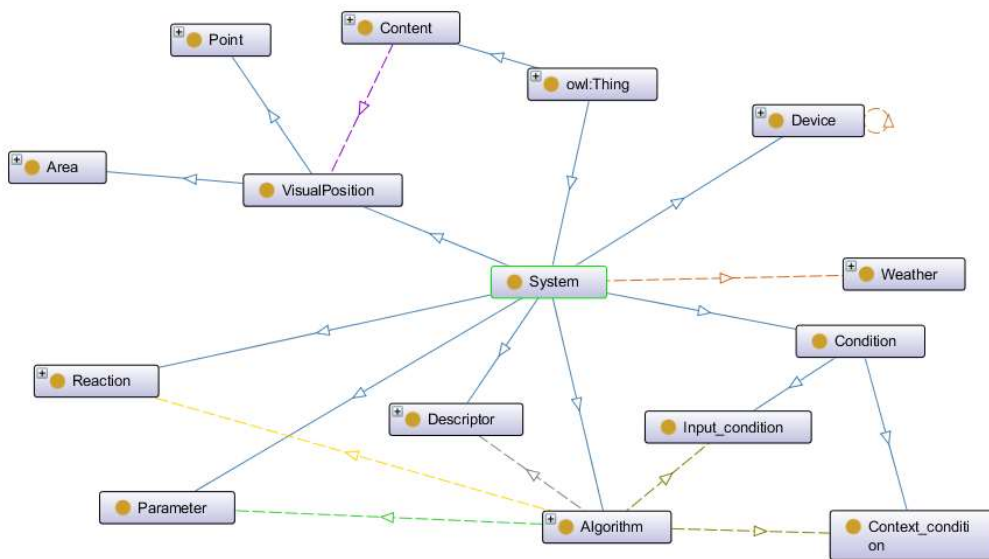 Content
Point
owl:Thing
Device
Area
VisualPosition
System
Weather
Condition
Reaction
Descriptor
Input_condition
Parameter
Algorithm
Context_conditi
on